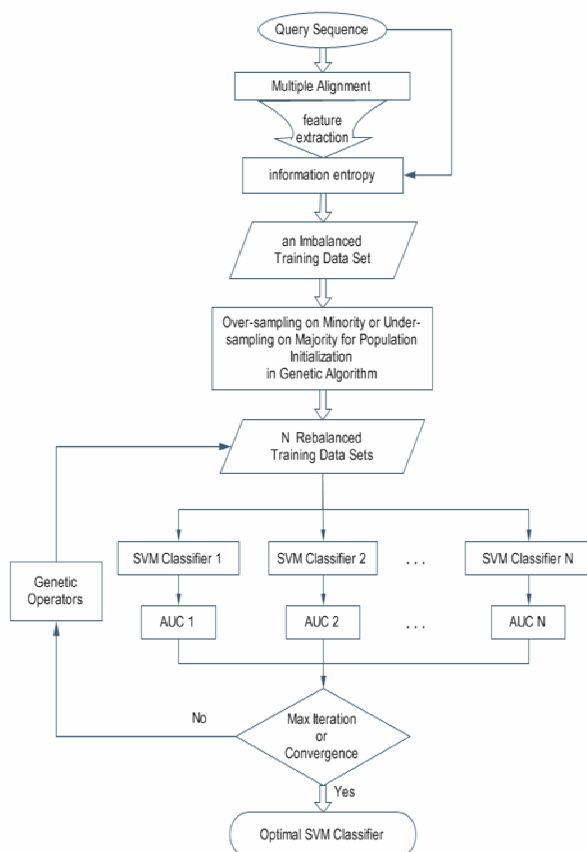 Query Sequence
Multiple Alignment
feature
extraction
information entropy
an Imbalanced
Training Data Set
Over-sampling on Minority or Under-
sampling on Majority for Population
Initialization
in Genetic Algorithm
N Rebalanced
Training Data Sets
SVM Classifier 1
SVM Classifier 2
. . .
SVM Classifier N
Genetic
Operators
AUC 1
AUC 2
. . .
AUC N
No
Max Iteration
or
Convergence
Yes
Optimal SVM Classifier